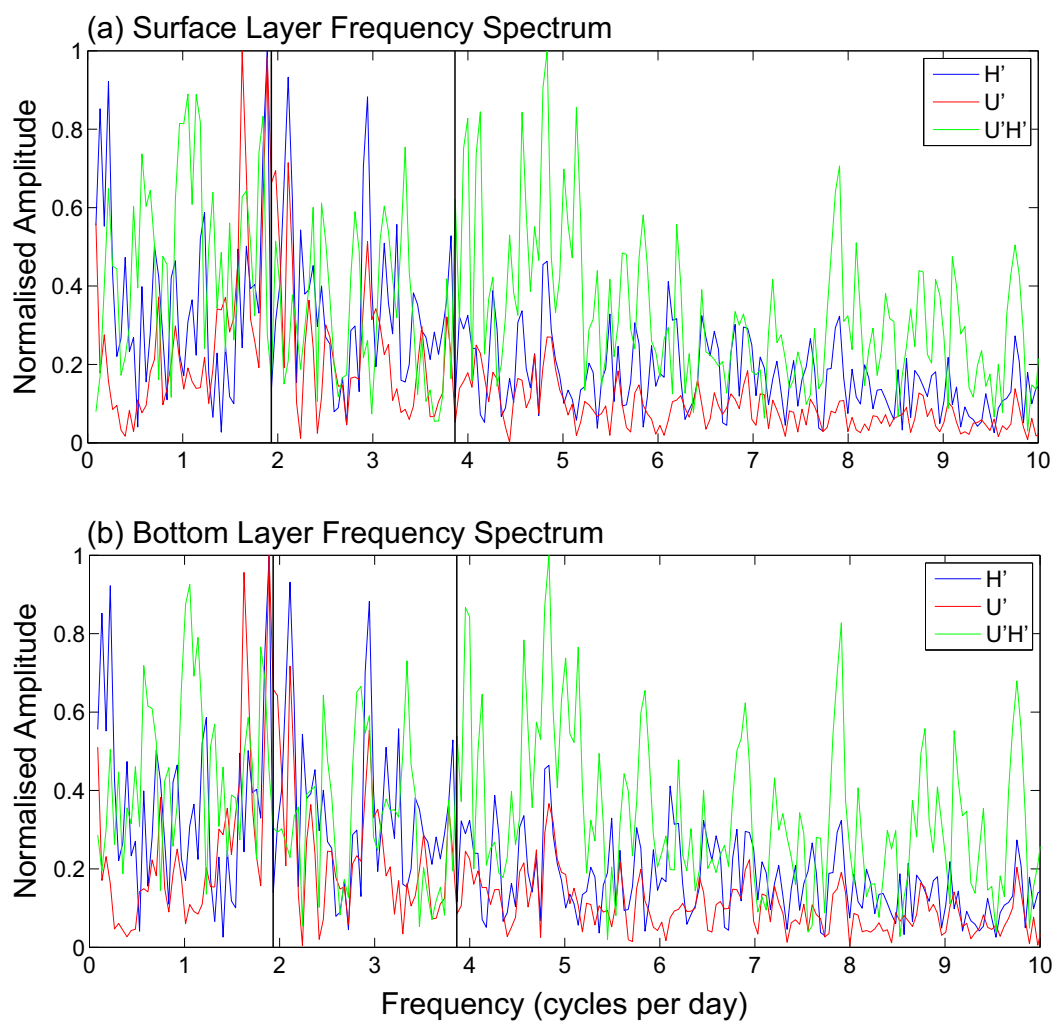 (a) Surface Layer Frequency Spectrum
Normalised Amplitude
1
0.8
0.6
0.4
0.2
0
H'
U'
U'H'
0 1 2 3 4 5 6 7 8 9 10
(b) Bottom Layer Frequency Spectrum
Normalised Amplitude
1
0.8
0.6
0.4
0.2
0
H'
U'
U'H'
0 1 2 3 4 5 6 7 8 9 10
Frequency (cycles per day)